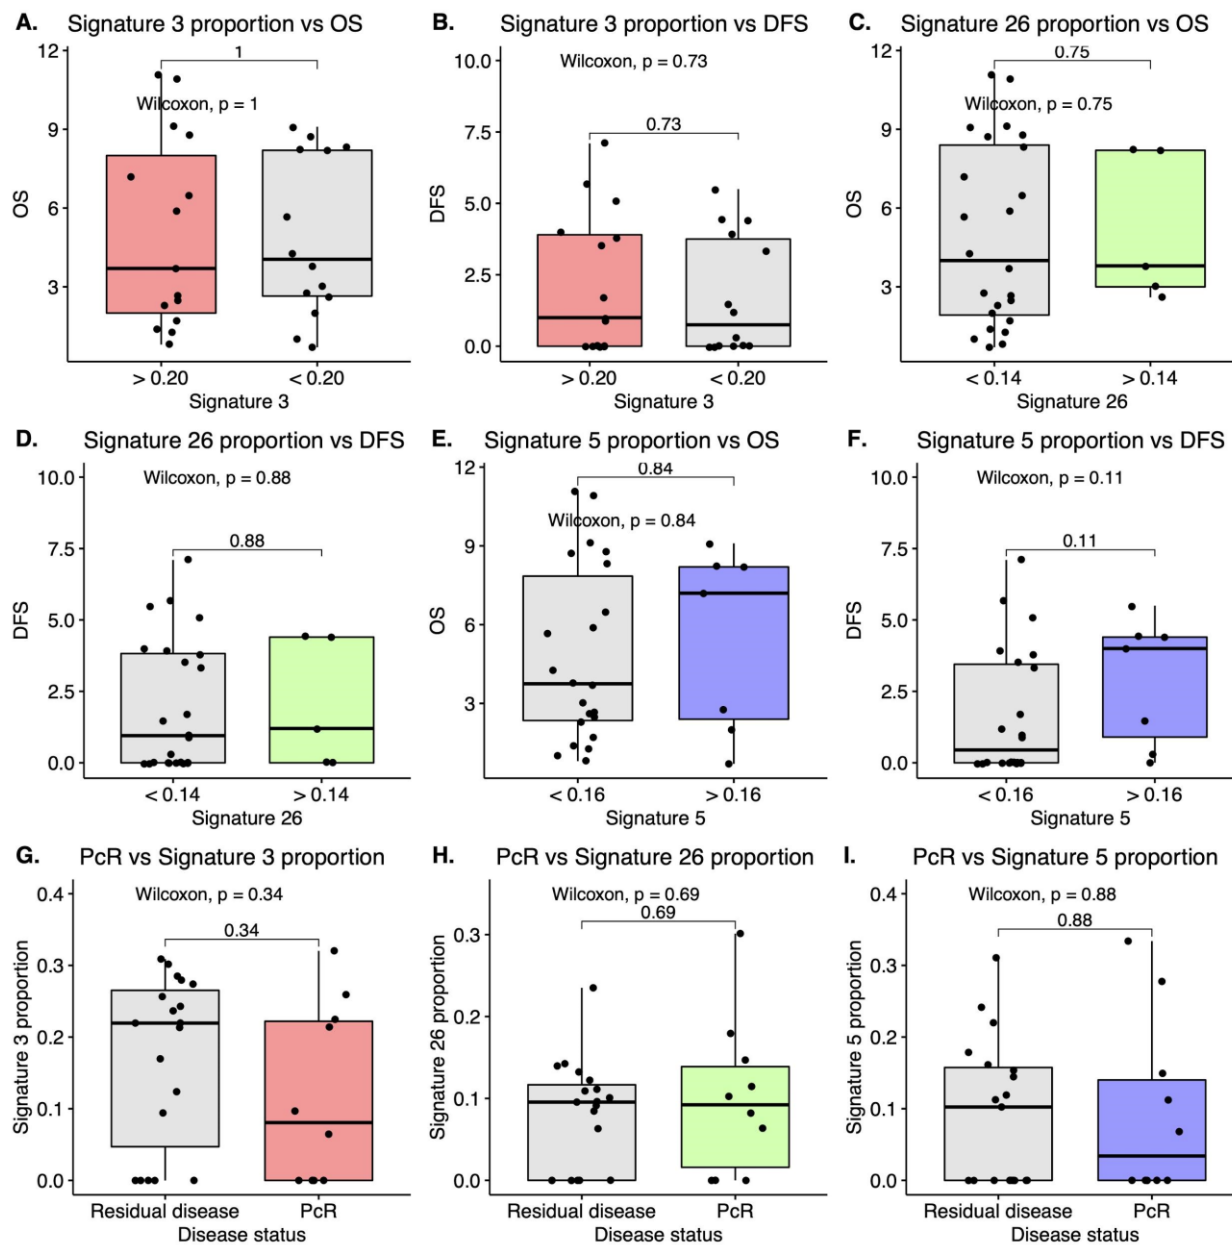 A. Signature 3 proportion vs OS
12
9
6
3
OS
1
Wilcoxon, p = 1
> 0.20
< 0.20
Signature 3
B. Signature 3 proportion vs DFS
10.0
7.5
5.0
2.5
0.0
DFS
Wilcoxon, p = 0.73
0.73
> 0.20
< 0.20
Signature 3
C. Signature 26 proportion vs OS
12
9
6
3
OS
0.75
Wilcoxon, p = 0.75
< 0.14
> 0.14
Signature 26
D. Signature 26 proportion vs DFS
10.0
7.5
5.0
2.5
0.0
DFS
Wilcoxon, p = 0.88
0.88
< 0.14
> 0.14
Signature 26
E. Signature 5 proportion vs OS
12
9
6
3
OS
0.84
Wilcoxon, p = 0.84
< 0.16
> 0.16
Signature 5
F. Signature 5 proportion vs DFS
10.0
7.5
5.0
2.5
0.0
DFS
Wilcoxon, p = 0.11
0.11
< 0.16
> 0.16
Signature 5
G. PcR vs Signature 3 proportion
0.4
0.3
0.2
0.1
0.0
Signature 3 proportion
Wilcoxon, p = 0.34
0.34
Residual disease
PcR
Disease status
H. PcR vs Signature 26 proportion
0.3
0.2
0.1
0.0
Signature 26 proportion
Wilcoxon, p = 0.69
0.69
Residual disease
PcR
Disease status
I. PcR vs Signature 5 proportion
0.4
0.3
0.2
0.1
0.0
Signature 5 proportion
Wilcoxon, p = 0.88
0.88
Residual disease
PcR
Disease status